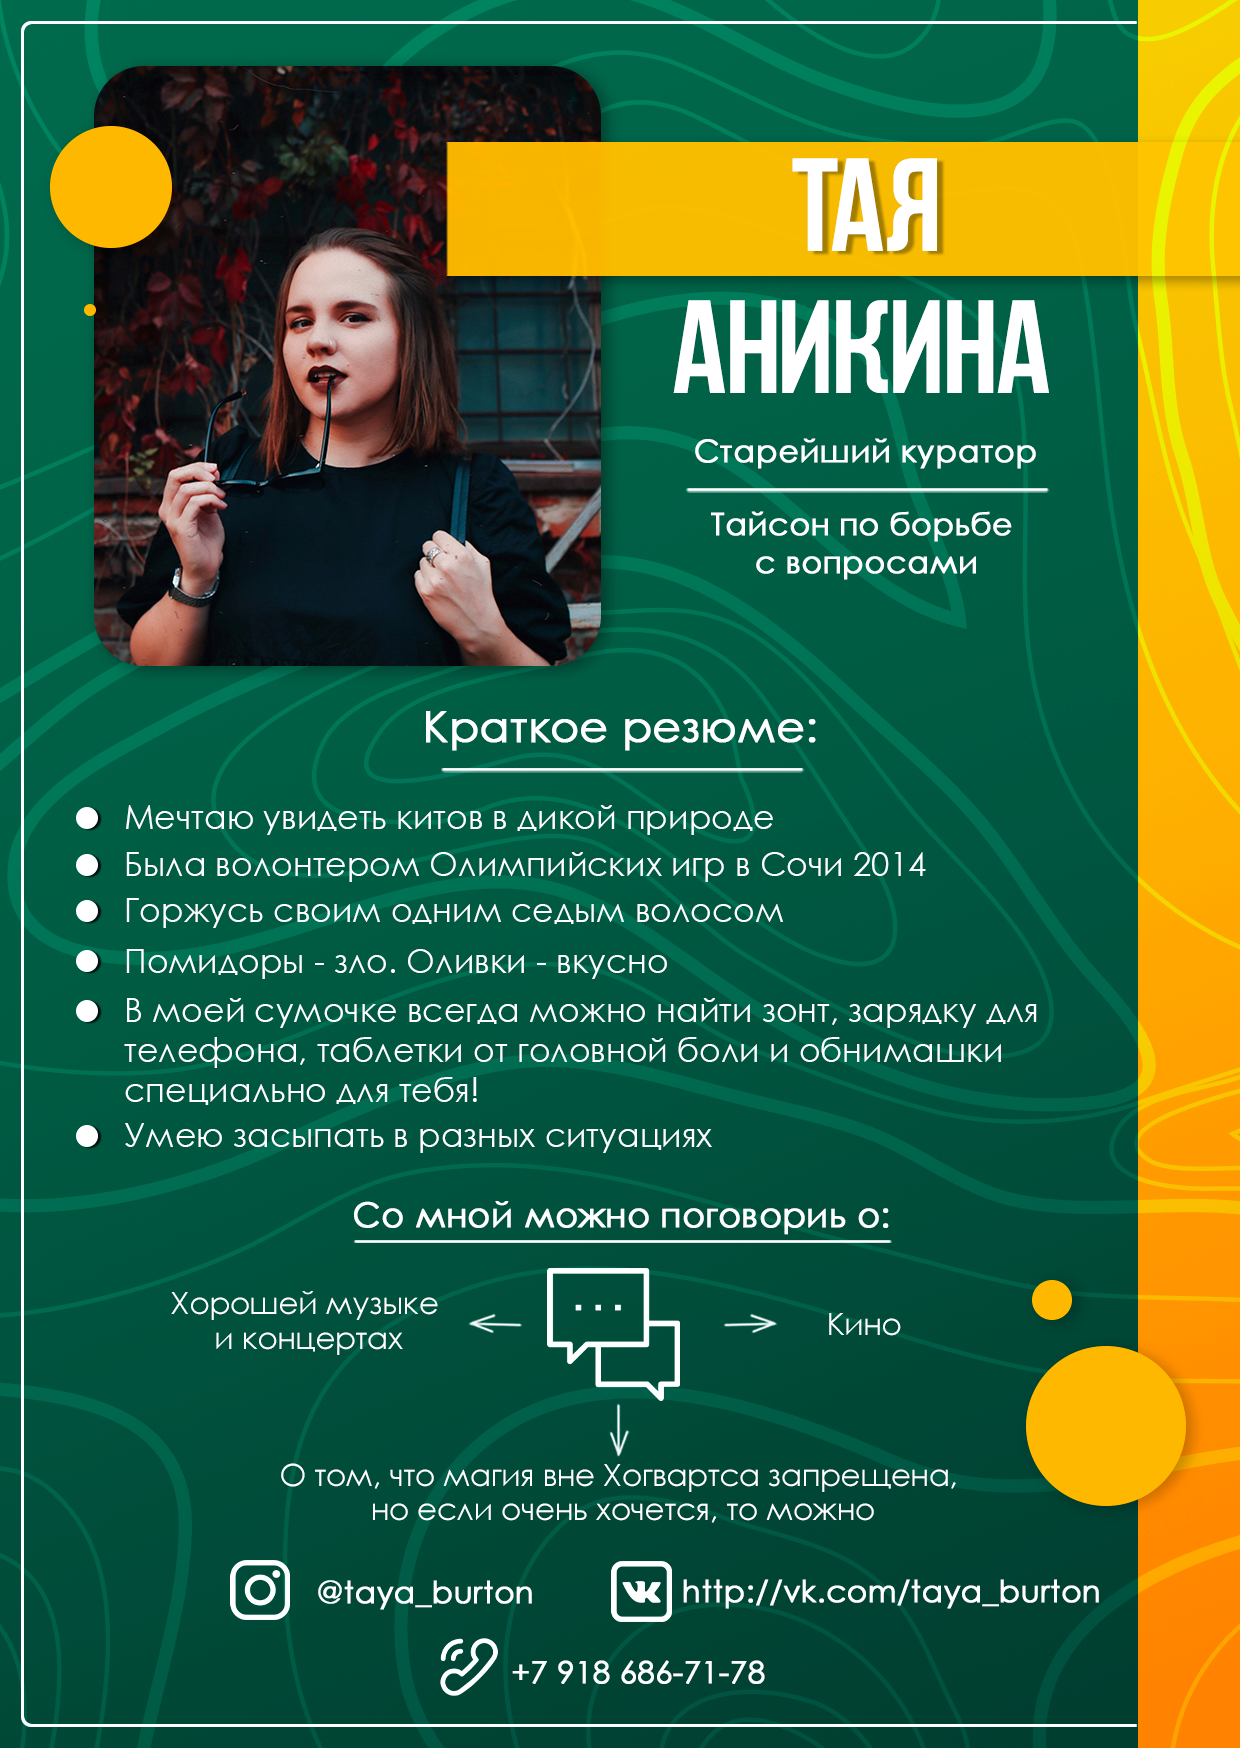 ТАЯ
АНИКИНА
Старейший куратор
Тайсон по борьбе
с вопросами
Краткое резюме:
Мечтаю увидеть китов в дикой природе
Была волонтером Олимпийских игр в Сочи 2014
Горжусь своим одним седым волосом
Помидоры - зло. Оливки - вкусно
В моей сумочке всегда можно найти зонт, зарядку для
телефона, таблетки от головной боли и обнимашки
специально для тебя!
Умею засыпать в разных ситуациях
Со мной можно поговориь о:
Хорошей музыке
и концертах
Кино
О том, что магия вне Хогвартса запрещена,
но если очень хочется, то можно
@taya_burton
http://vk.com/taya_burton
+7 918 686-71-78